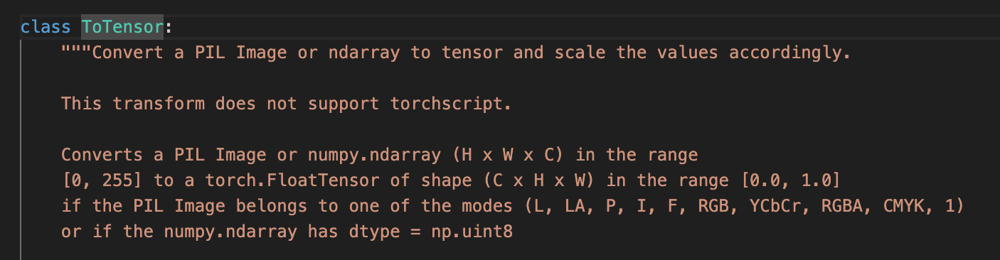 class ToTensor:
"""Convert a PIL Image or ndarray to tensor and scale the values accordingly.
This transform does not support torchscript.
Converts a PIL Image or numpy.ndarray (H x W x C) in the range
[0, 255] to a torch.FloatTensor of shape (C x H x W) in the range [0.0, 1.0]
if the PIL Image belongs to one of the modes (L, LA, P, I, F, RGB, YCbCr, RGBA, CMYK, 1)
or if the numpy.ndarray has dtype = np.uint8